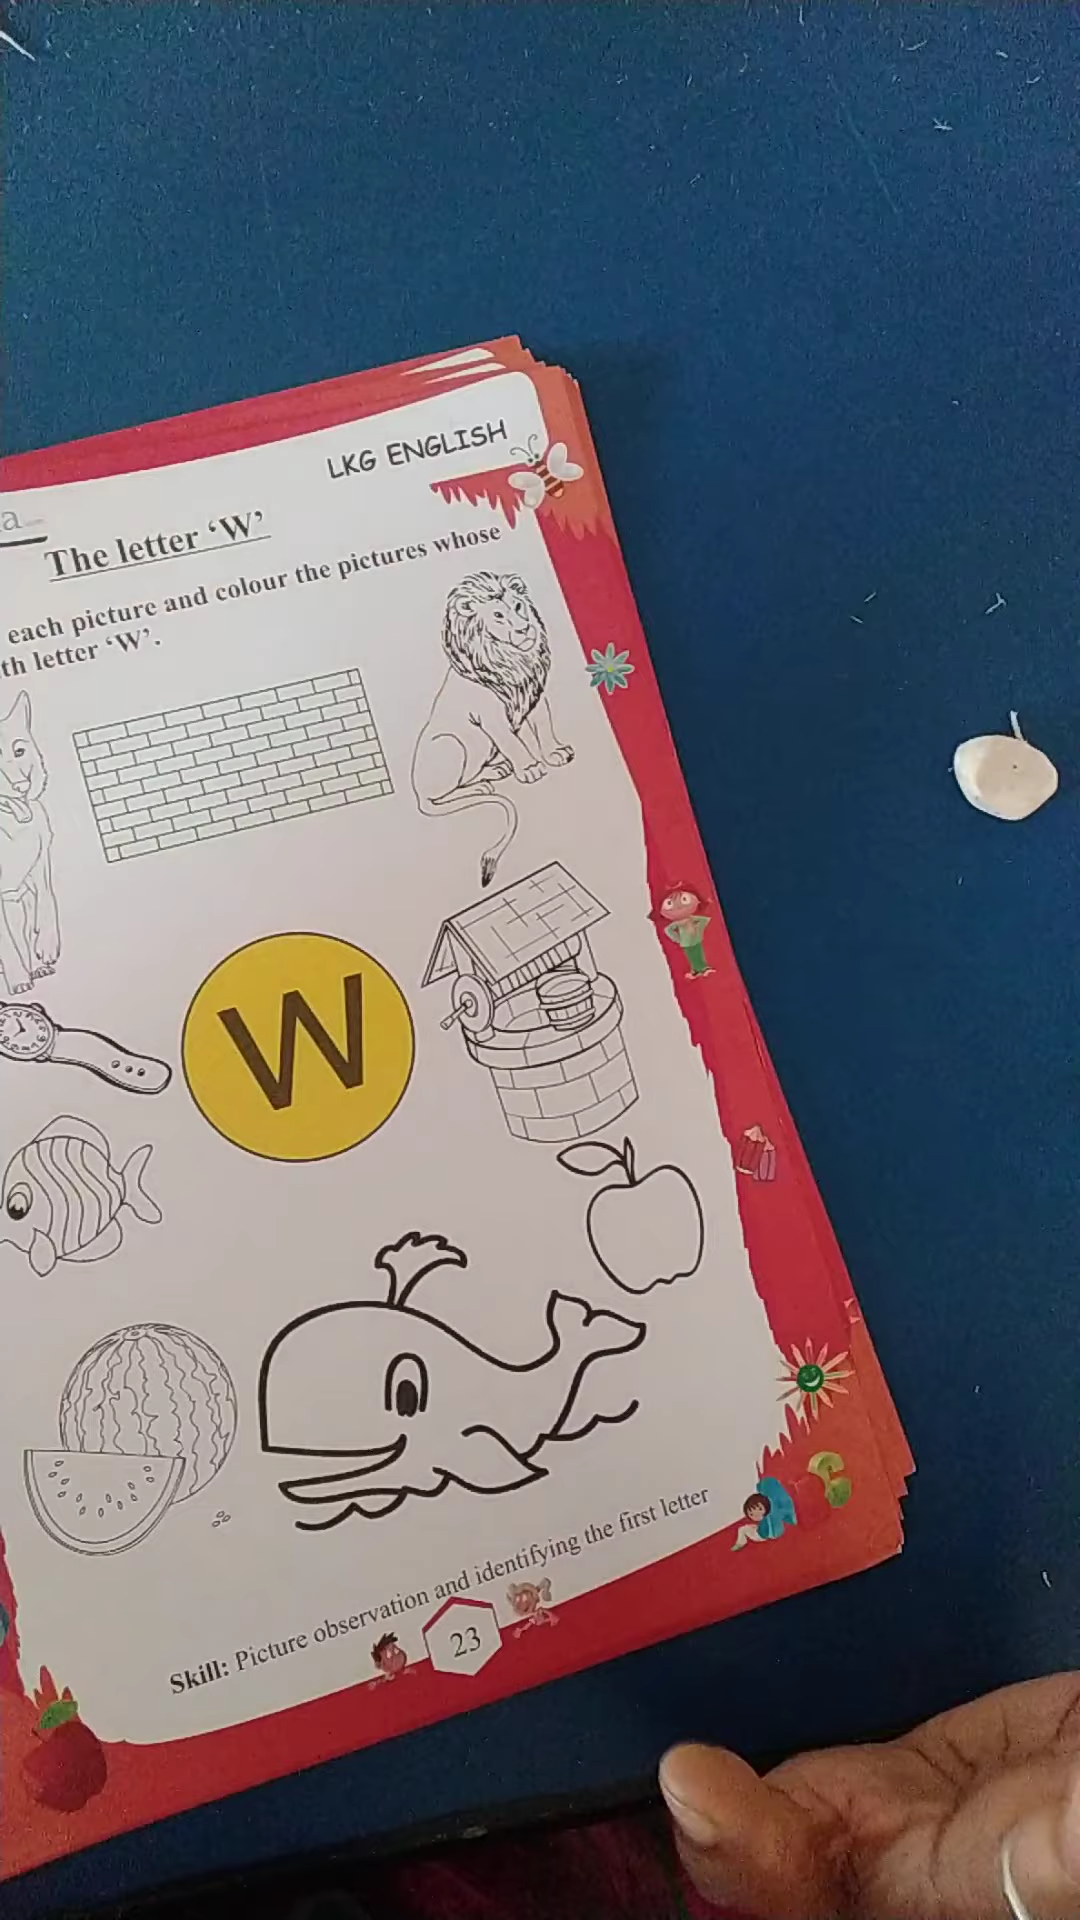 LKG ENGLISH
The letter ‘W’
each picture and colour the pictures whose
th letter ‘W’.
W
Skill: Picture observation and identifying the first letter
23